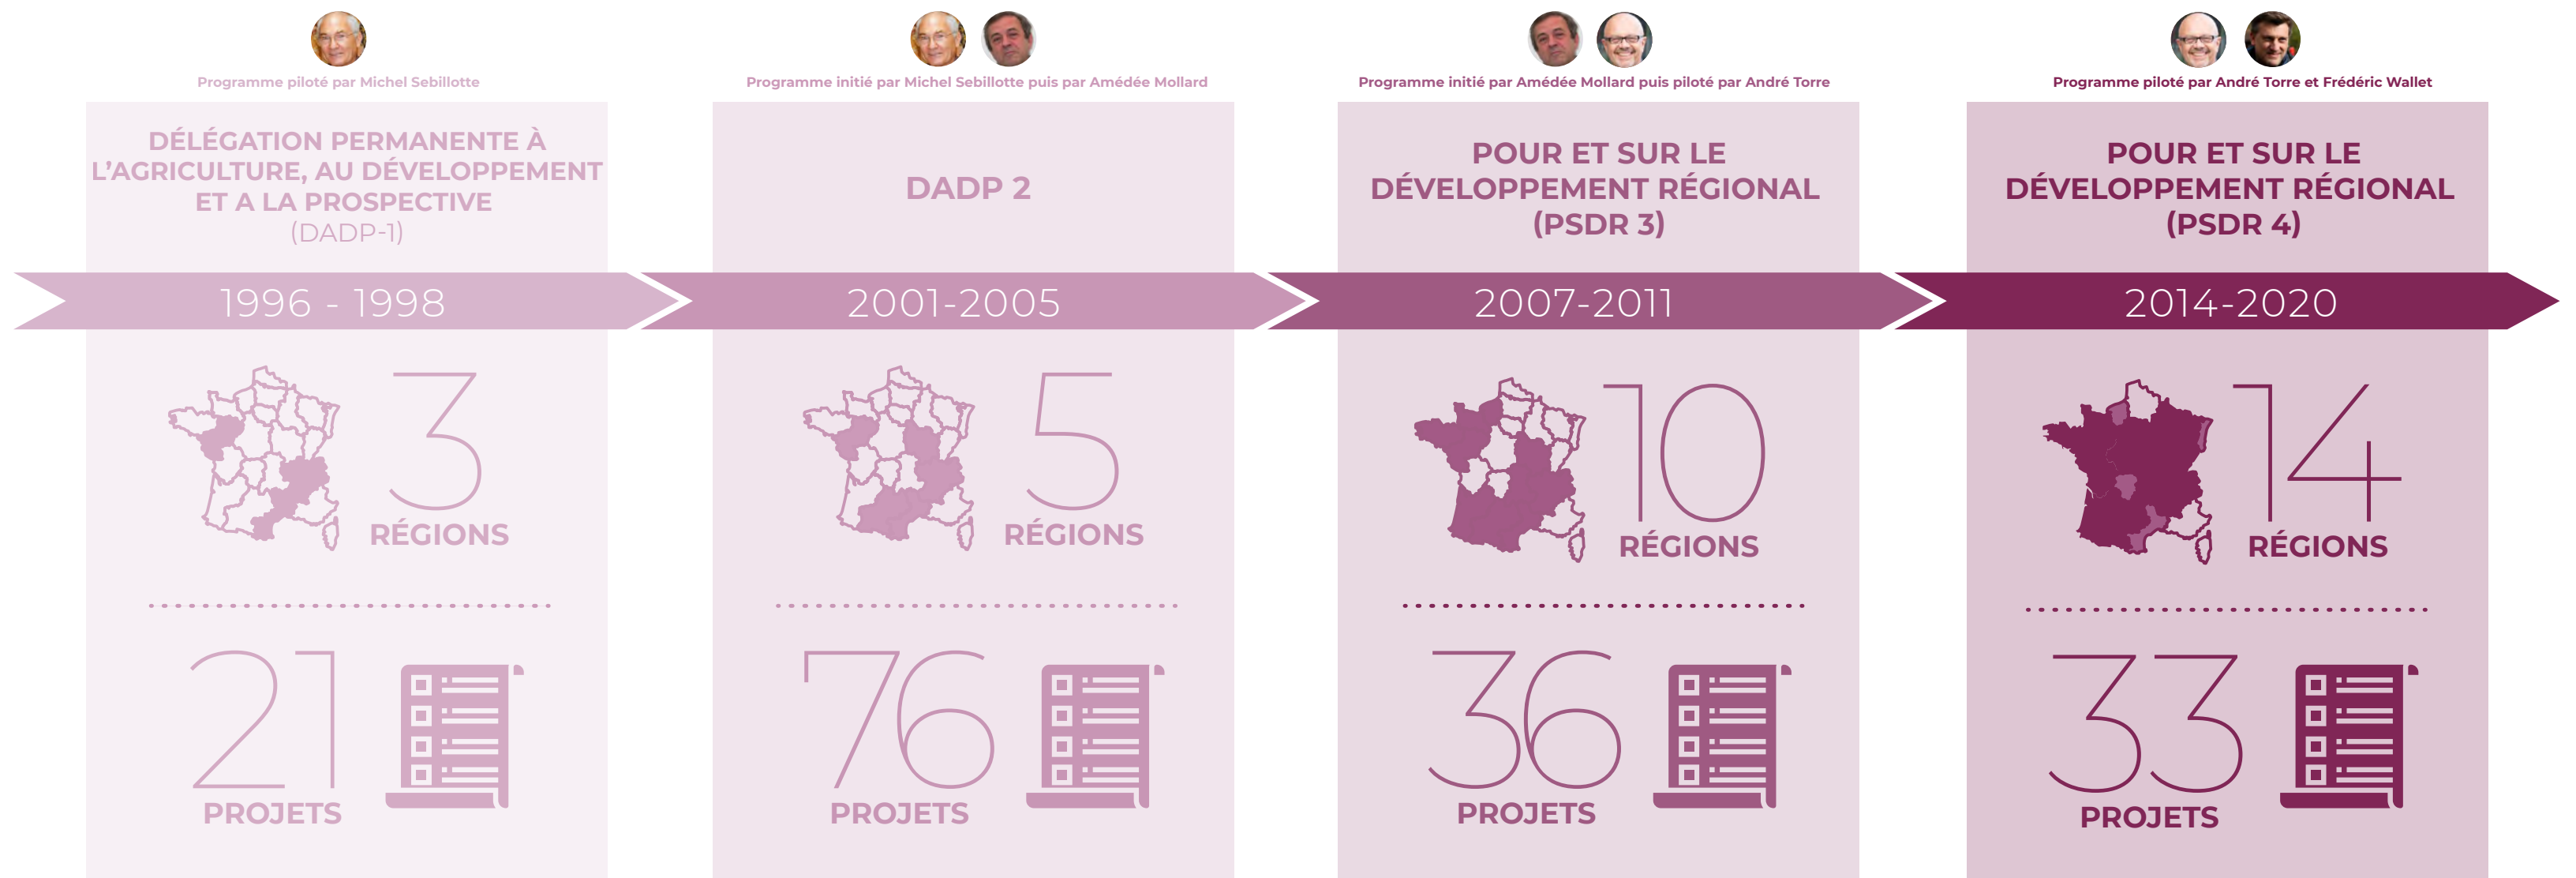 Programme piloté par Michel Sebillotte
DÉLÉGATION PERMANENTE À
L'AGRICULTURE, AU DÉVELOPPEMENT
ET A LA PROSPECTIVE
(DADP-1)
1996 - 1998
3
RÉGIONS
21
PROJETS
Programme initié par Michel Sebillotte puis par Amédée Mollard
DADP 2
2001-2005
5
RÉGIONS
76
PROJETS
Programme initié par Amédée Mollard puis piloté par André Torre
POUR ET SUR LE
DÉVELOPPEMENT RÉGIONAL
(PSDR 3)
2007-2011
10
RÉGIONS
36
PROJETS
Programme piloté par André Torre et Frédéric Wallet
POUR ET SUR LE
DÉVELOPPEMENT RÉGIONAL
(PSDR 4)
2014-2020
14
RÉGIONS
33
PROJETS